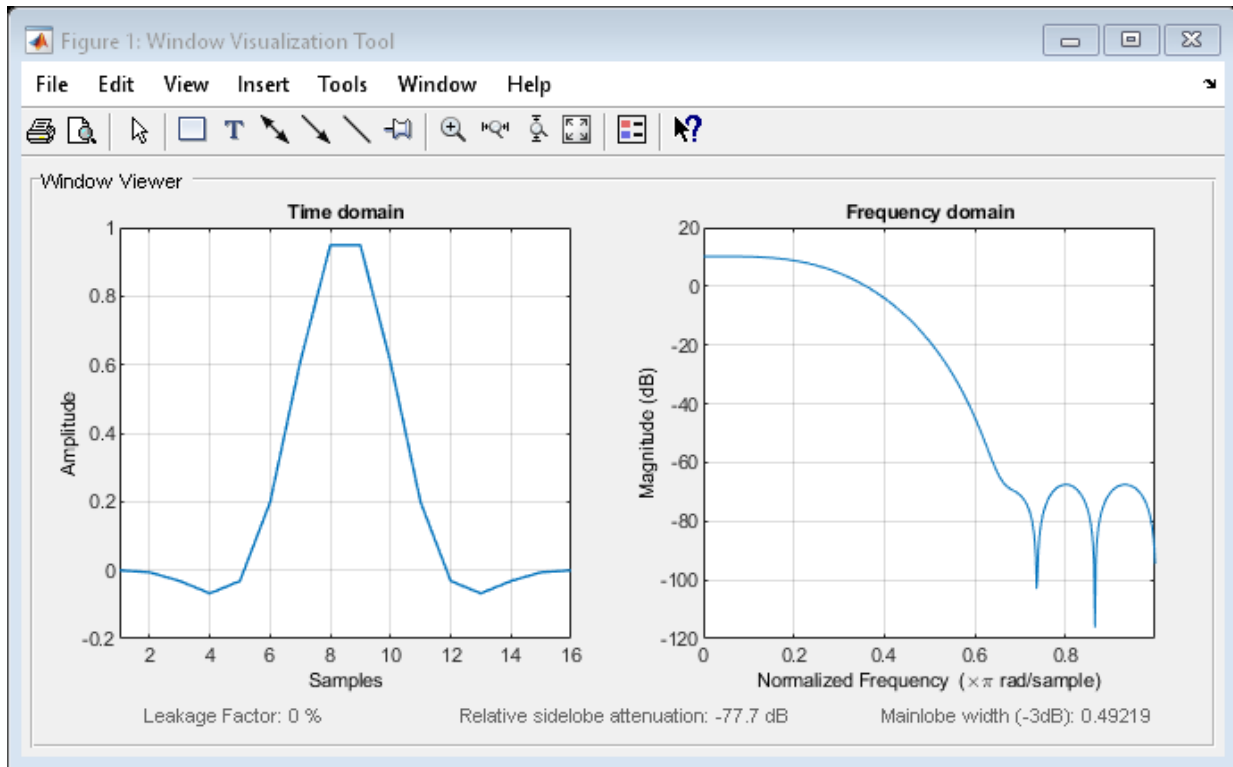 Figure 1: Window Visualization Tool
File Edit View Insert Tools Window Help
T ?
Window Viewer
Time domain
1
0.8
0.6
0.4
0.2
0
-0.2
Amplitude
2 4 6 8 10 12 14 16
Samples
Frequency domain
20
0
-20
-40
-60
-80
-100
-120
Magnitude (dB)
0 0.2 0.4 0.6 0.8
Normalized Frequency (×π rad/sample)
Leakage Factor: 0 % Relative sidelobe attenuation: -77.7 dB Mainlobe width (-3dB): 0.49219